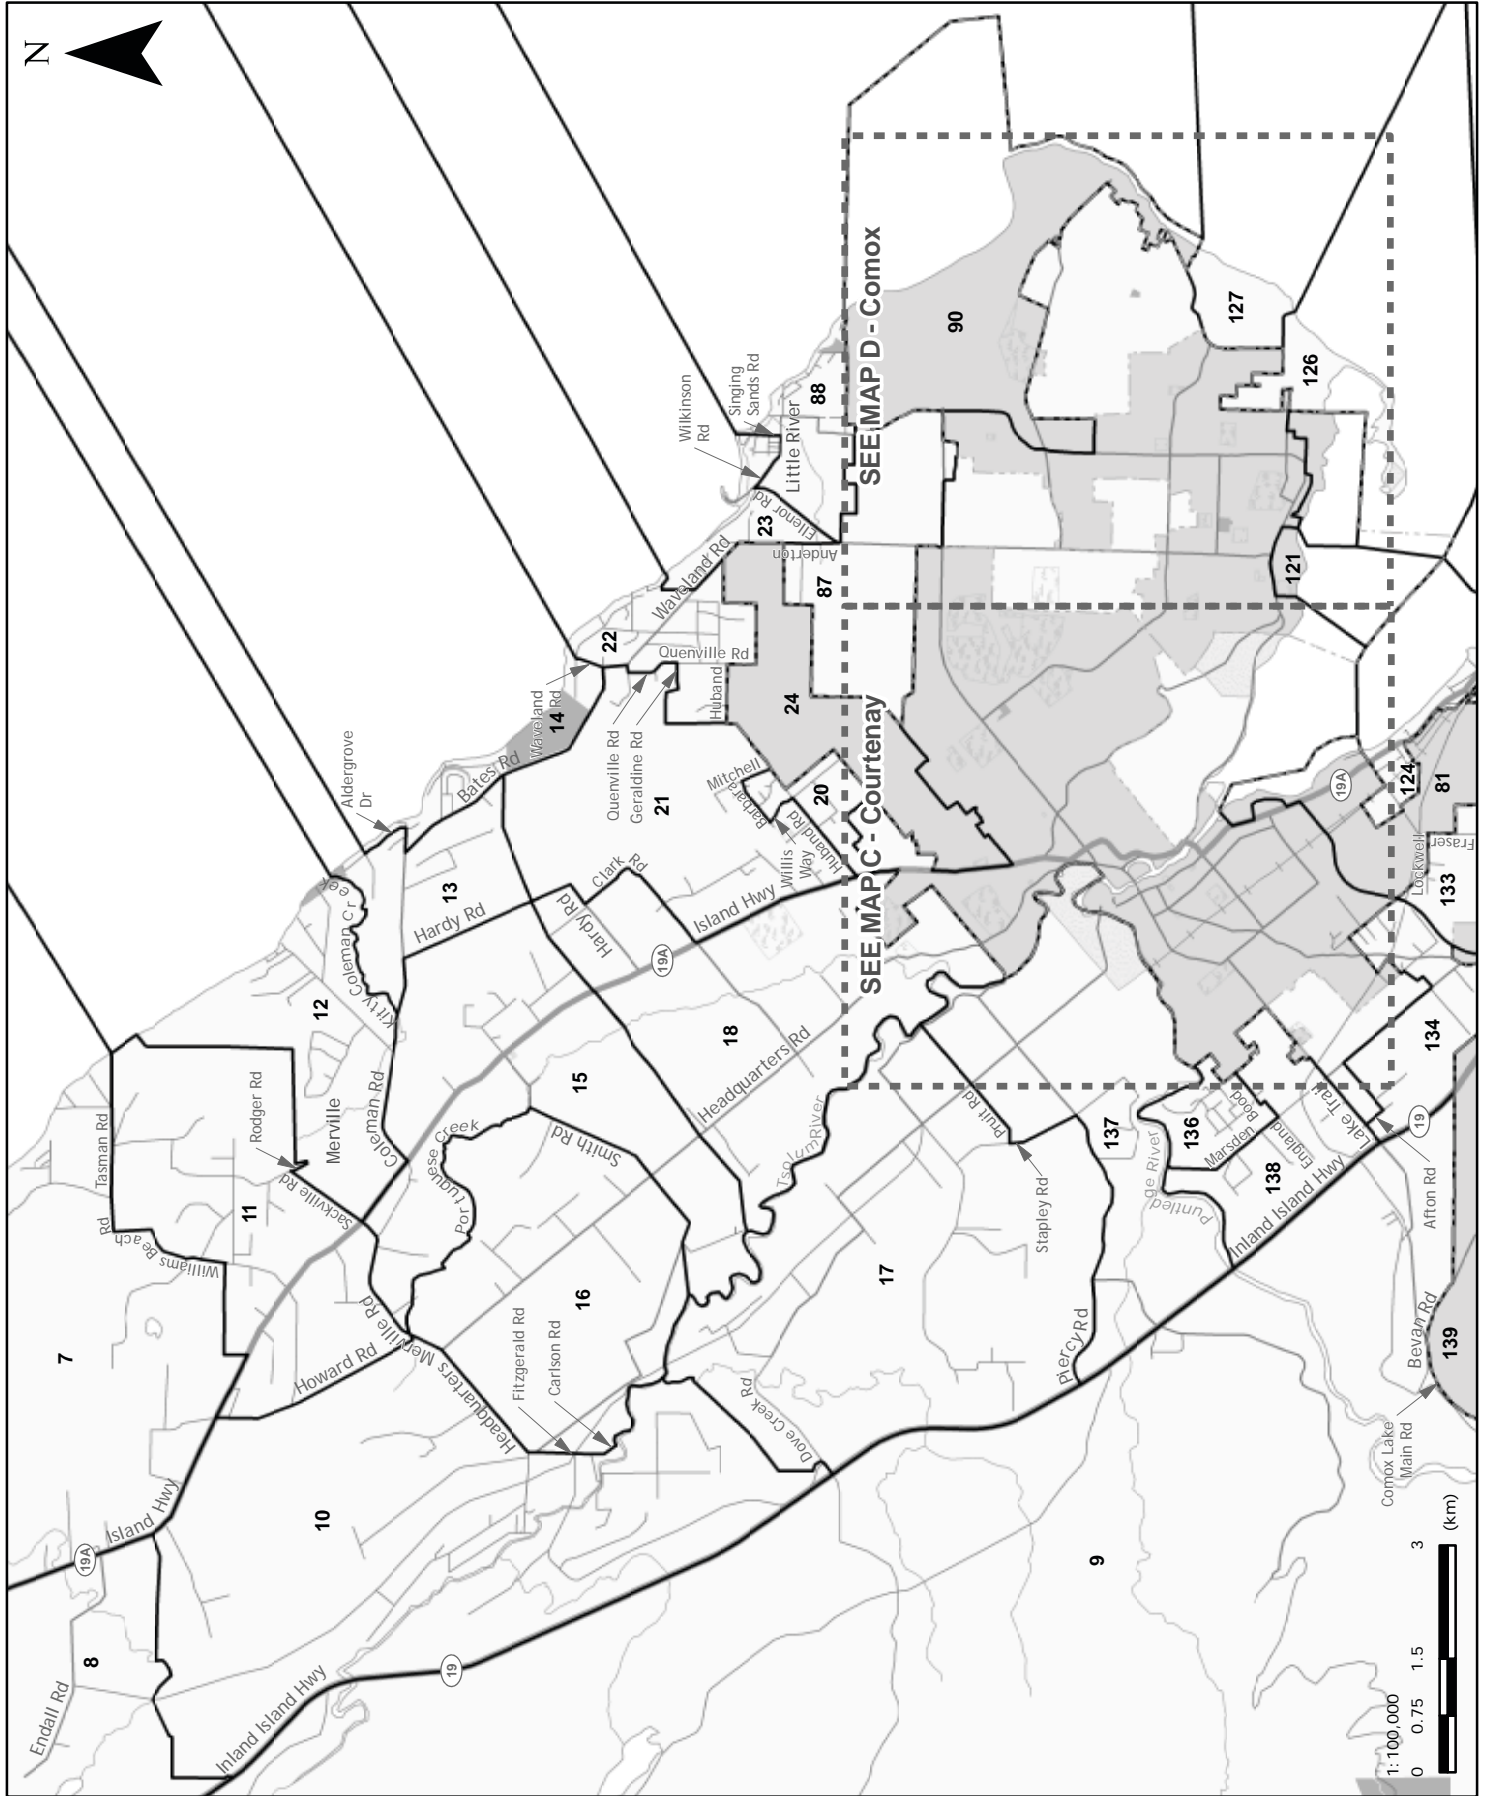 N
7
8
Endall Rd
19A
Island Hwy
10
Inland Island Hwy
19
Howard Rd
Williams
Beach
Rd
Tasman Rd
11
Rodger Rd
Sackville Rd
Merville
12
Kitty Coleman Creek
Coleman Rd
Portuguese Creek
Headquarters Merville Rd
Fitzgerald Rd
Carlson Rd
16
Smith Rd
15
Aldergrove
Dr
13
Hardy Rd
Bates Rd
14
Waveland
Rd
22
Waveland Rd
Quenville Rd
Quenville Rd
Geraldine Rd
21
Huband
Hardy Rd
Clark Rd
19A
Island Hwy
18
Headquarters Rd
Tsolum River
Mitchell
Barbara
Willis
Way
Huband Rd
20
24
87
Anderton
23
Ellenor Rd
Wilkinson
Rd
Singing
Sands Rd
Little River
88
SEE MAP D - Comox
SEE MAP C - Courtenay
90
127
126
121
19A
124
81
Lockwell
Fraser
133
134
17
Dove Creek Rd
Pruit Rd
Stapley Rd
Piercy Rd
137
Puntledge River
136
Marsden
Bood
138
England
Lake Trail
Inland Island Hwy
19
Afton Rd
Bevan Rd
139
Comox Lake
Main Rd
9
1:100,000
0 0.75 1.5 3
(km)